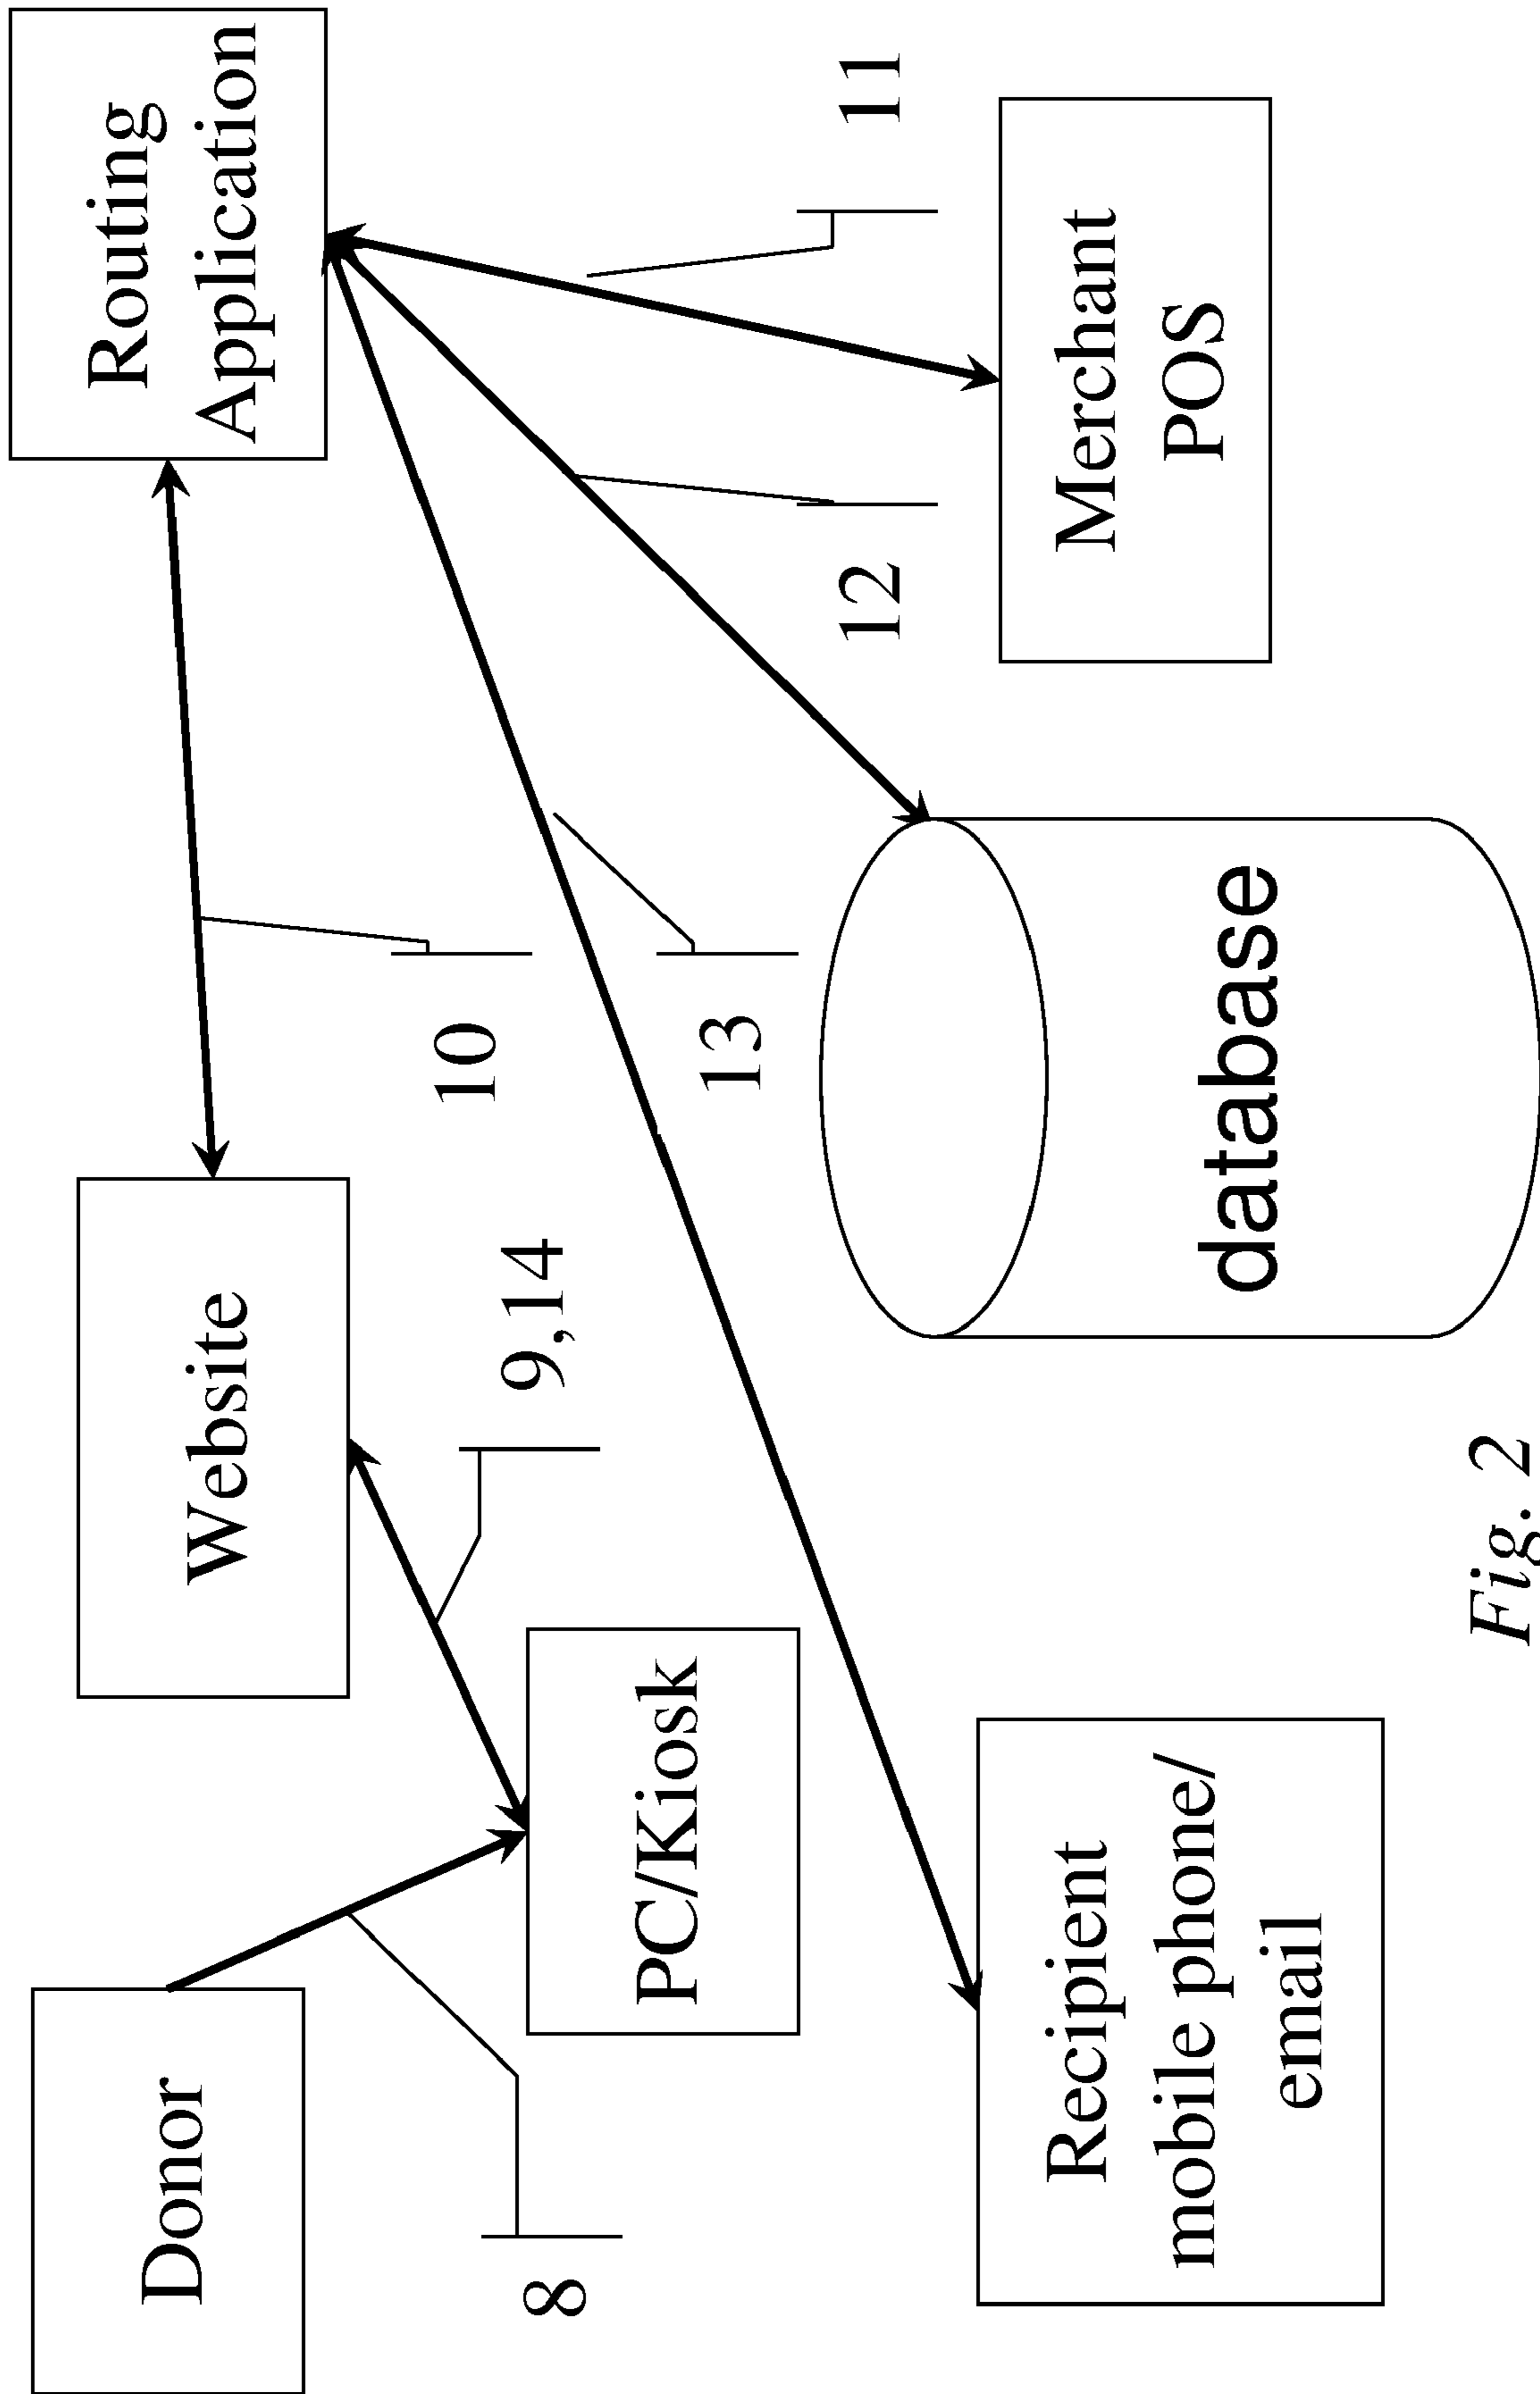 Donor
Website
Routing
Application
8
9,14
10
PC/Kiosk
13
12
11
Recipient
mobile phone/
email
database
Merchant
POS
Fig. 2